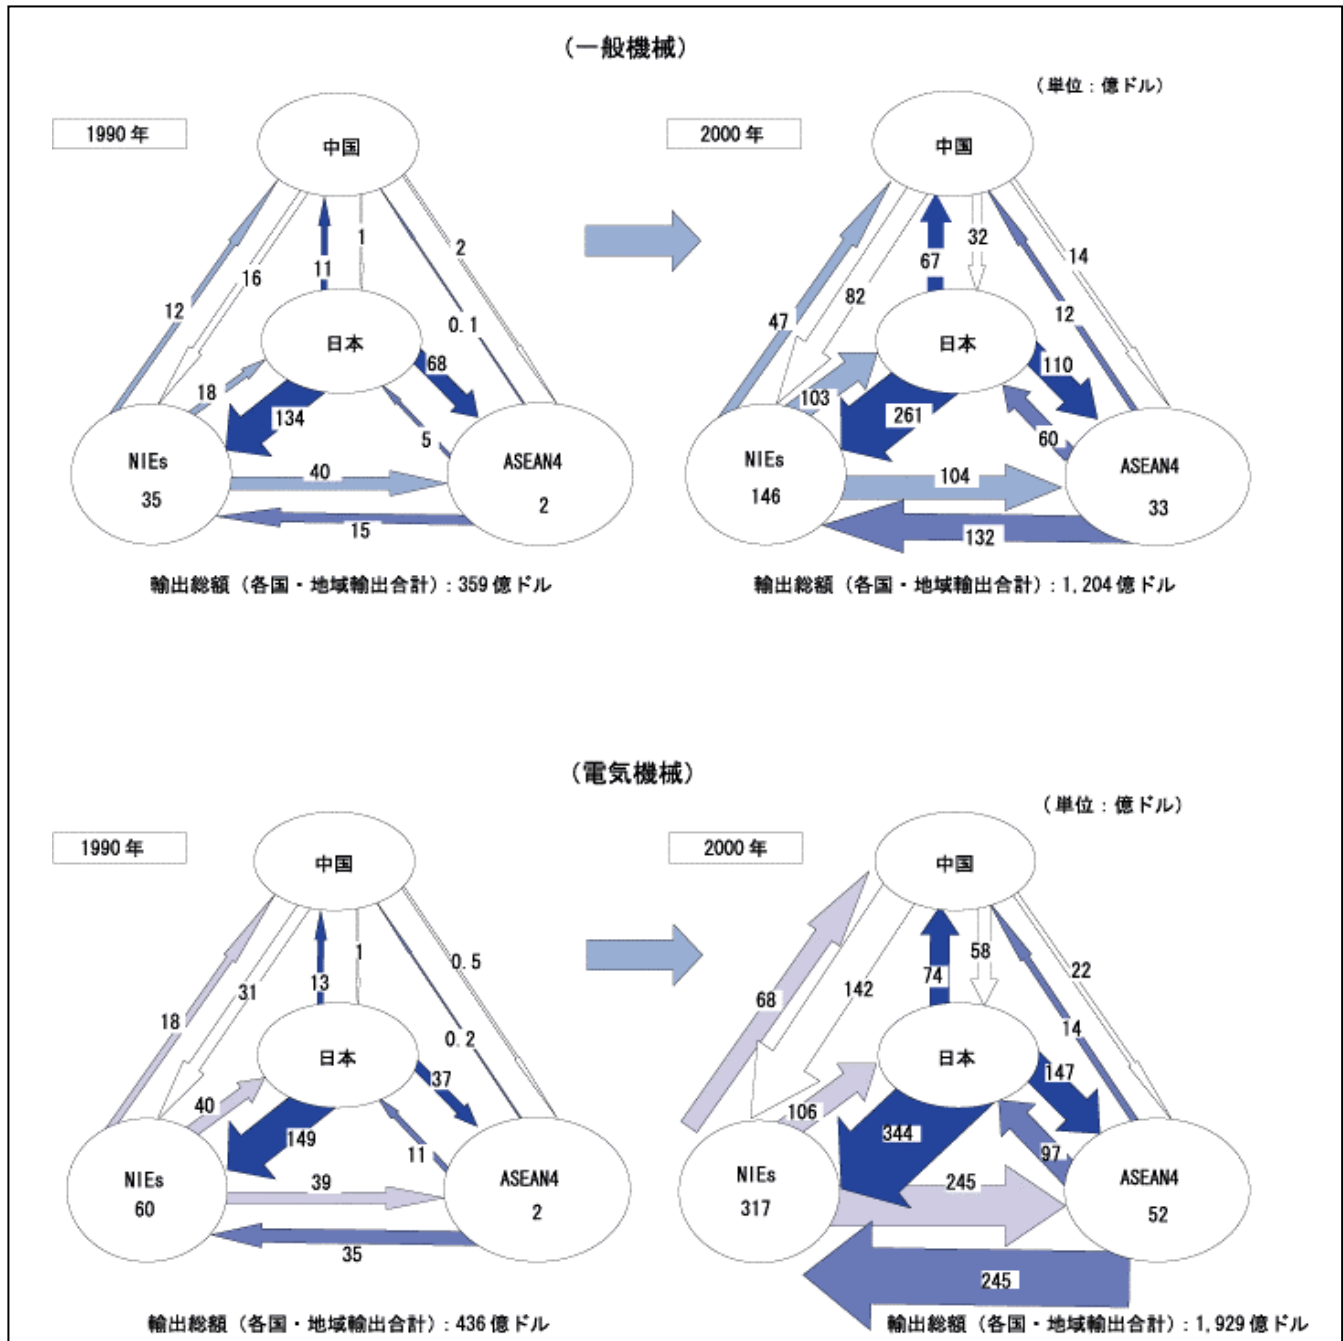 (一般機械)
(単位：億ドル)
1990年
2000年
中国
中国
1
2
32
14
16
11
67
82
12
0.1
47
12
日本
日本
68
110
18
103
134
5
261
60
NIEs
35
40
ASEAN4
2
NIEs
146
104
ASEAN4
33
15
132
輸出総額（各国・地域輸出合計）: 359億ドル
輸出総額（各国・地域輸出合計）: 1,204億ドル
(電気機械)
(単位：億ドル)
1990年
2000年
中国
中国
1
0.5
58
22
31
13
74
142
18
0.2
68
14
日本
日本
37
147
40
106
149
11
344
97
NIEs
60
39
ASEAN4
2
NIEs
317
245
ASEAN4
52
35
245
輸出総額（各国・地域輸出合計）: 436億ドル
輸出総額（各国・地域輸出合計）: 1,929億ドル